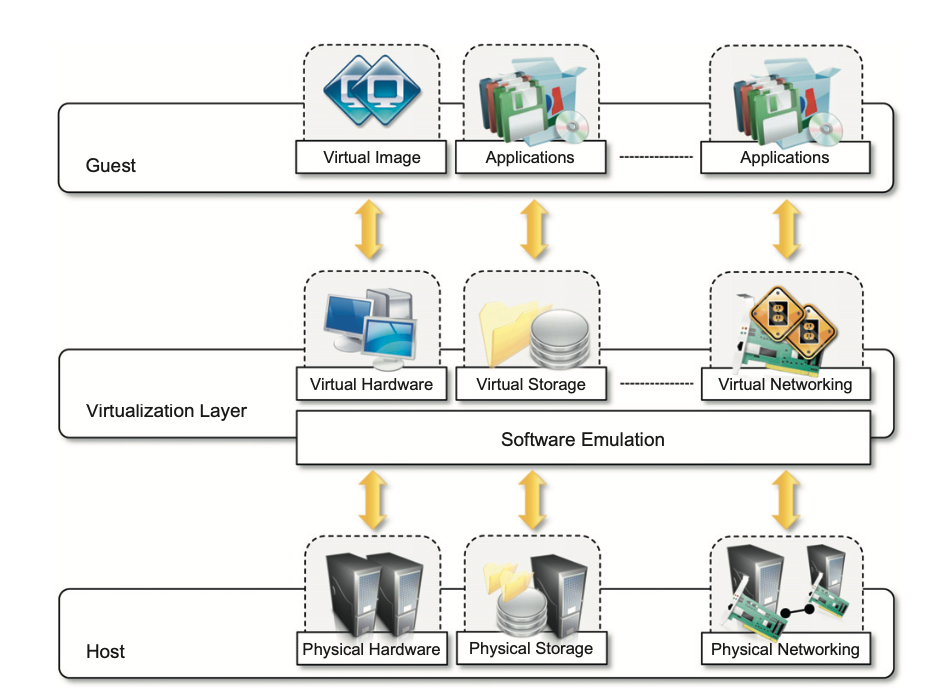 Virtual Image
Applications
Applications
Guest
Virtual Hardware
Virtual Storage
Virtual Networking
Virtualization Layer
Software Emulation
Physical Hardware
Physical Storage
Physical Networking
Host